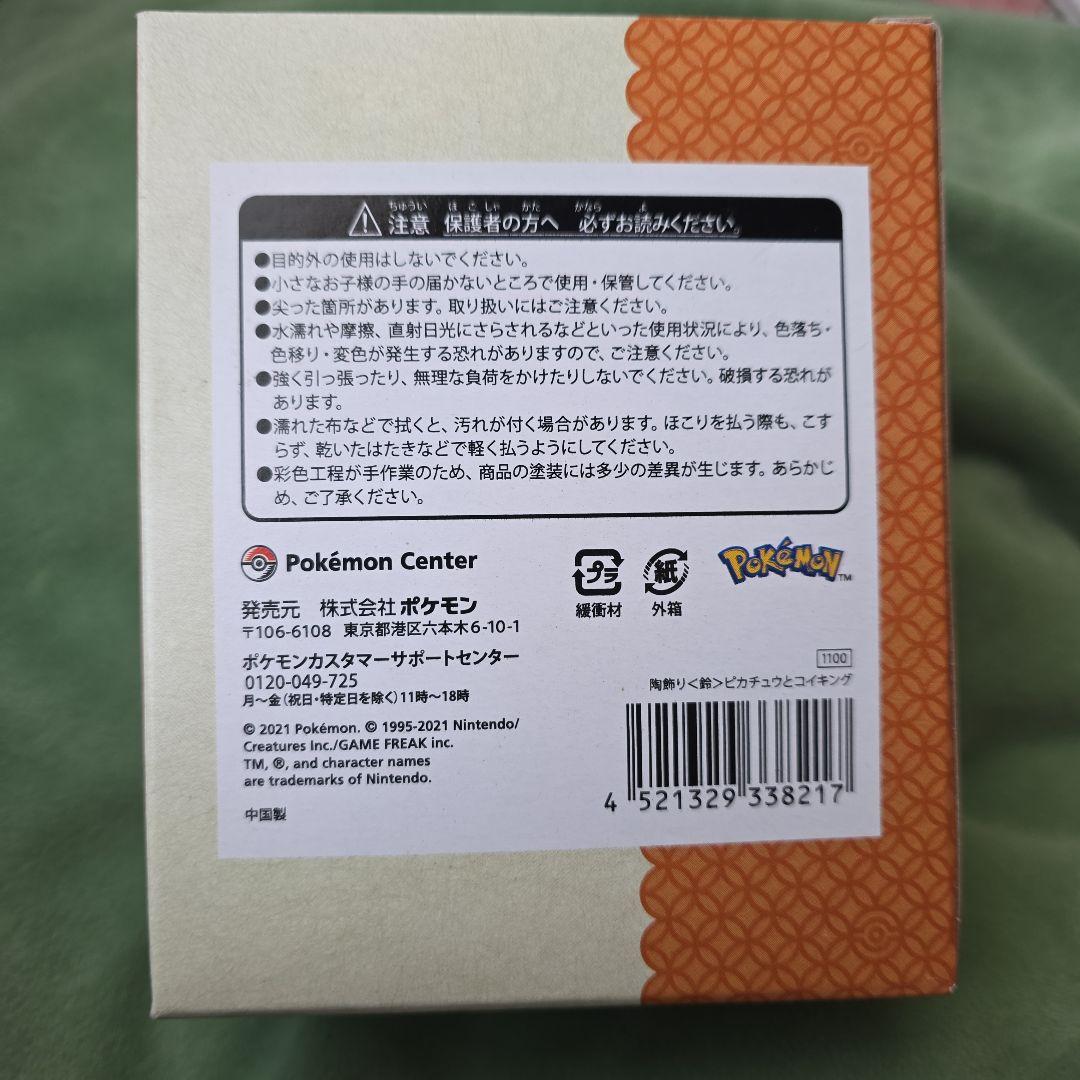 ちゅうい ほごしゃ かた かなら よ
注意 保護者の方へ 必ずお読みください。
●目的外の使用はしないでください。
●小さなお子様の手の届かないところで使用・保管してください。
●尖った箇所があります。取り扱いにはご注意ください。
●水濡れや摩擦、直射日光にさらされるなどといった使用状況により、色落ち・
色移り・変色が発生する恐れがありますので、ご注意ください。
●強く引っ張ったり、無理な負荷をかけたりしないでください。破損する恐れが
あります。
●濡れた布などで拭くと、汚れが付く場合があります。ほこりを払う際も、こす
らず、乾いたはたきなどで軽く払うようにしてください。
●彩色工程が手作業のため、商品の塗装には多少の差異が生じます。あらかじ
め、ご了承ください。
Pokémon Center
プラ 紙 POKéMON™
緩衝材 外箱
発売元 株式会社ポケモン
〒106-6108 東京都港区六本木6-10-1
ポケモンカスタマーサポートセンター
0120-049-725
月〜金(祝日・特定日を除く)11時〜18時
© 2021 Pokémon. © 1995-2021 Nintendo/
Creatures Inc./GAME FREAK inc.
TM, ®, and character names
are trademarks of Nintendo.
中国製
1100
陶飾り<鈴>ピカチュウとコイキング
4 521329 338217